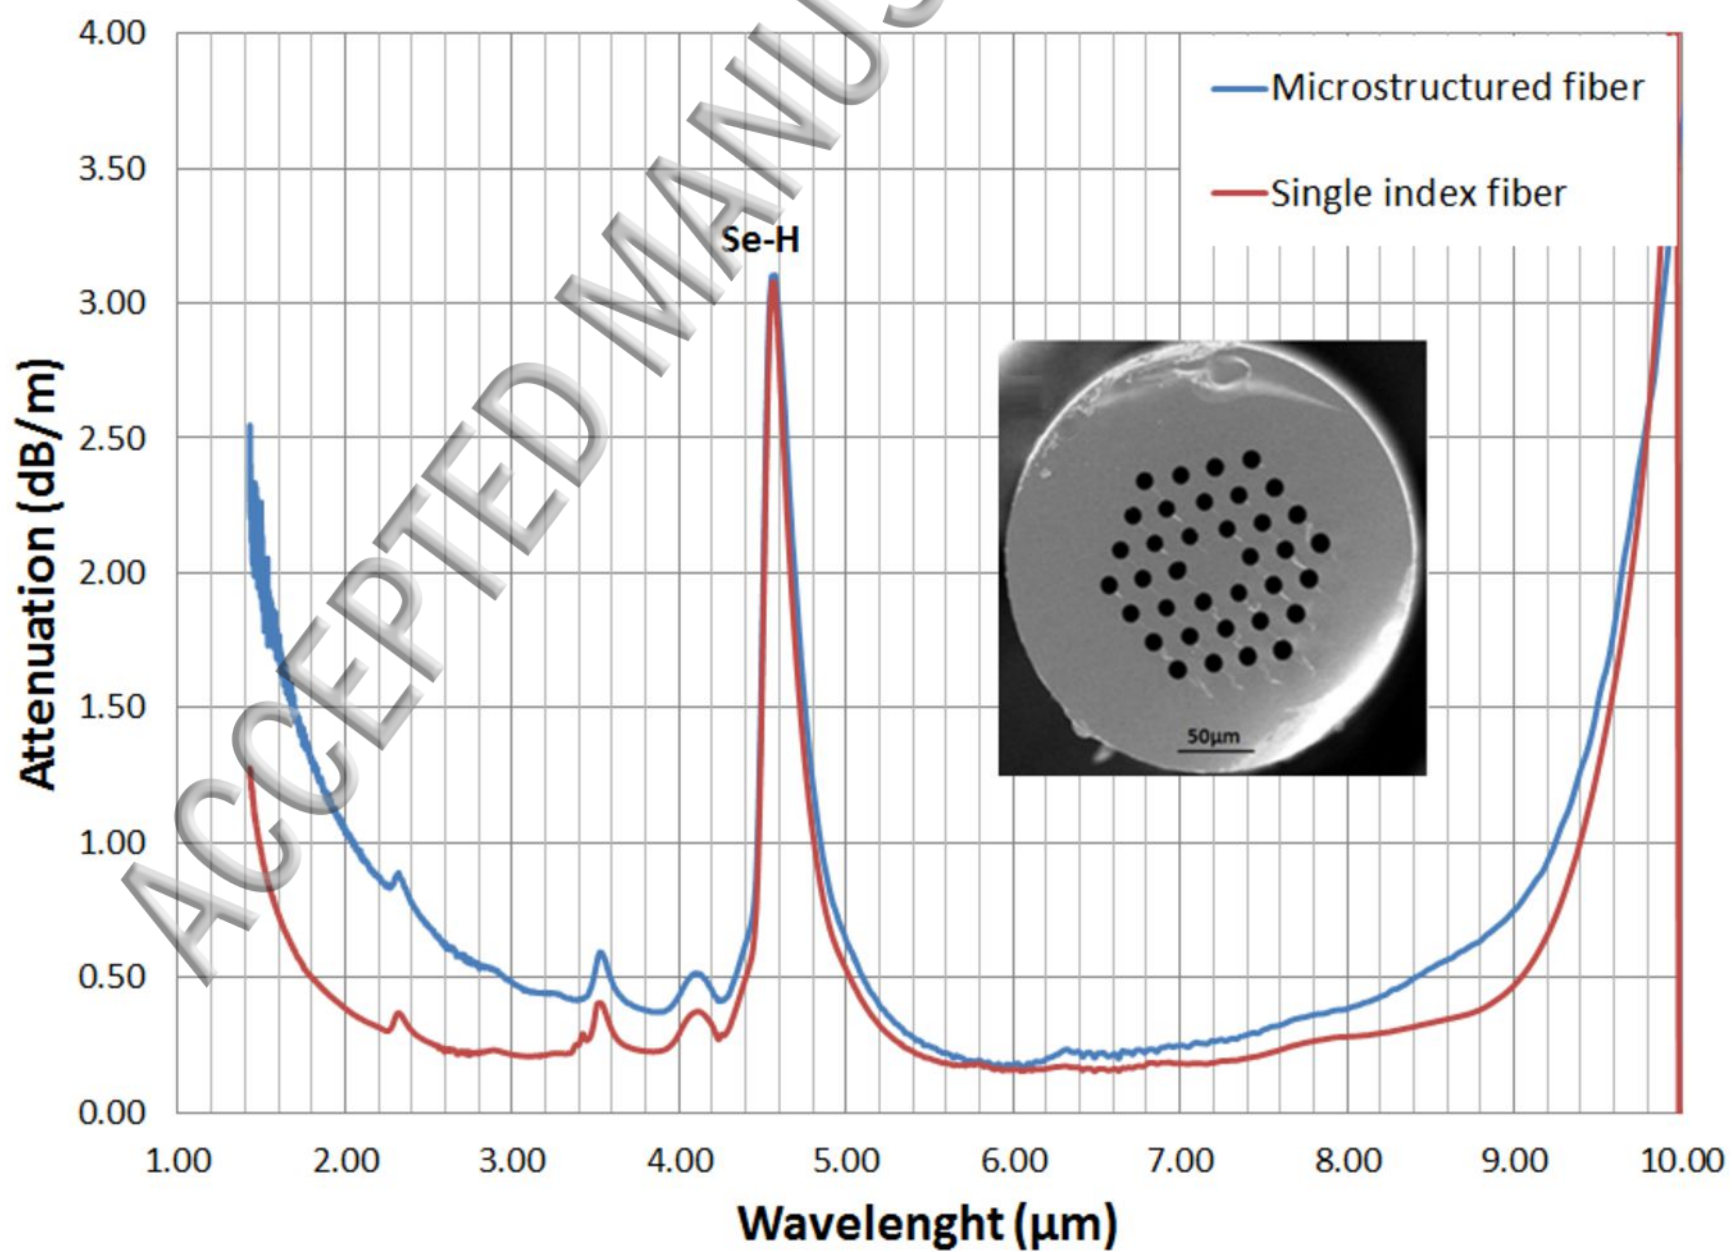 4.00
3.50
3.00
2.50
2.00
1.50
1.00
0.50
0.00
Attenuation (dB/m)
ACCEPTED MANUS
Microstructured fiber
Single index fiber
Se-H
50µm
1.00 2.00 3.00 4.00 5.00 6.00 7.00 8.00 9.00 10.00
Wavelenght (µm)